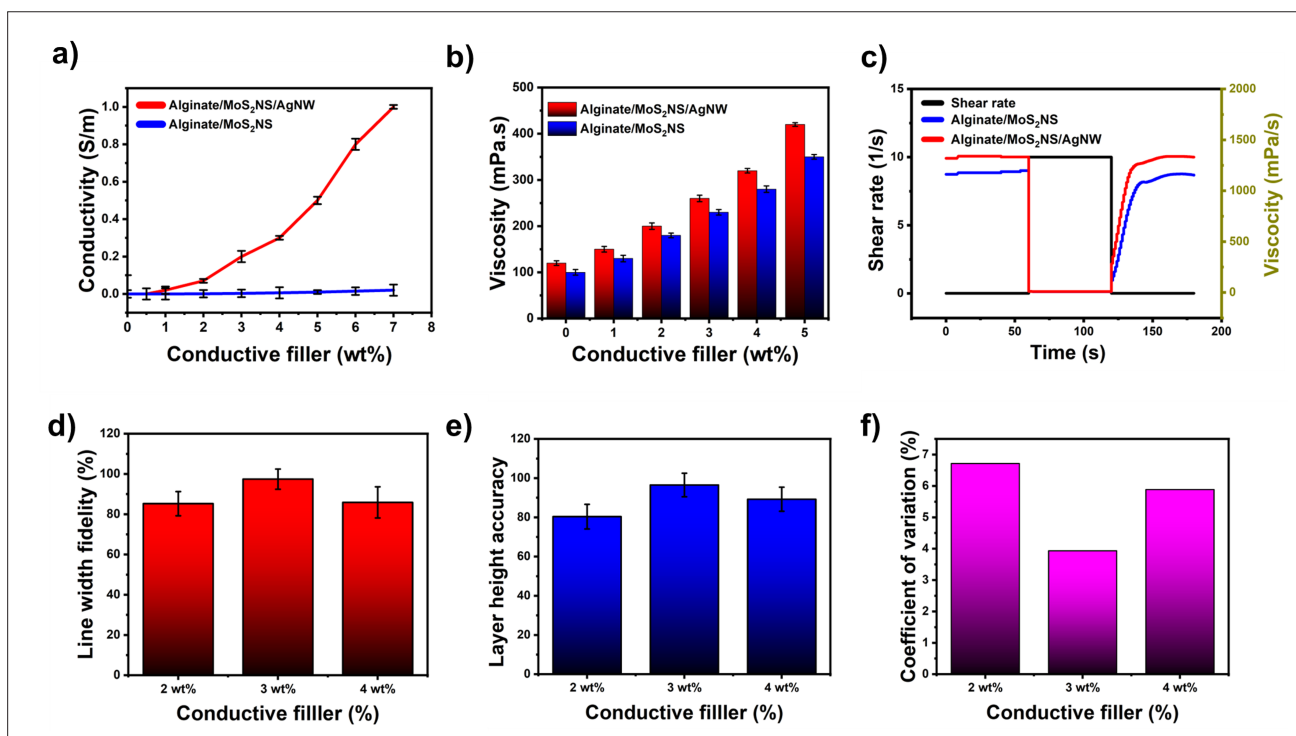 a)
Alginate/MoS2NS/AgNW
Alginate/MoS2NS
Conductivity (S/m)
1.0
0.8
0.6
0.4
0.2
0.0
0 1 2 3 4 5 6 7 8
Conductive filler (wt%)
b)
Alginate/MoS2NS/AgNW
Alginate/MoS2NS
Viscosity (mPa.s)
500
400
300
200
100
0
0 1 2 3 4 5
Conductive filler (wt%)
c)
Shear rate
Alginate/MoS2NS
Alginate/MoS2NS/AgNW
Shear rate (1/s)
15
10
5
0
Viscocity (mPa/s)
2000
1500
1000
500
0
0 50 100 150 200
Time (s)
d)
Line width fidelity (%)
120
100
80
60
40
20
0
2 wt% 3 wt% 4 wt%
Conductive filller (%)
e)
Layer height accuracy
120
100
80
60
40
20
0
2 wt% 3 wt% 4 wt%
Conductive filller (%)
f)
Coefficient of variation (%)
7
6
5
4
3
2
1
0
2 wt% 3 wt% 4 wt%
Conductive filller (%)